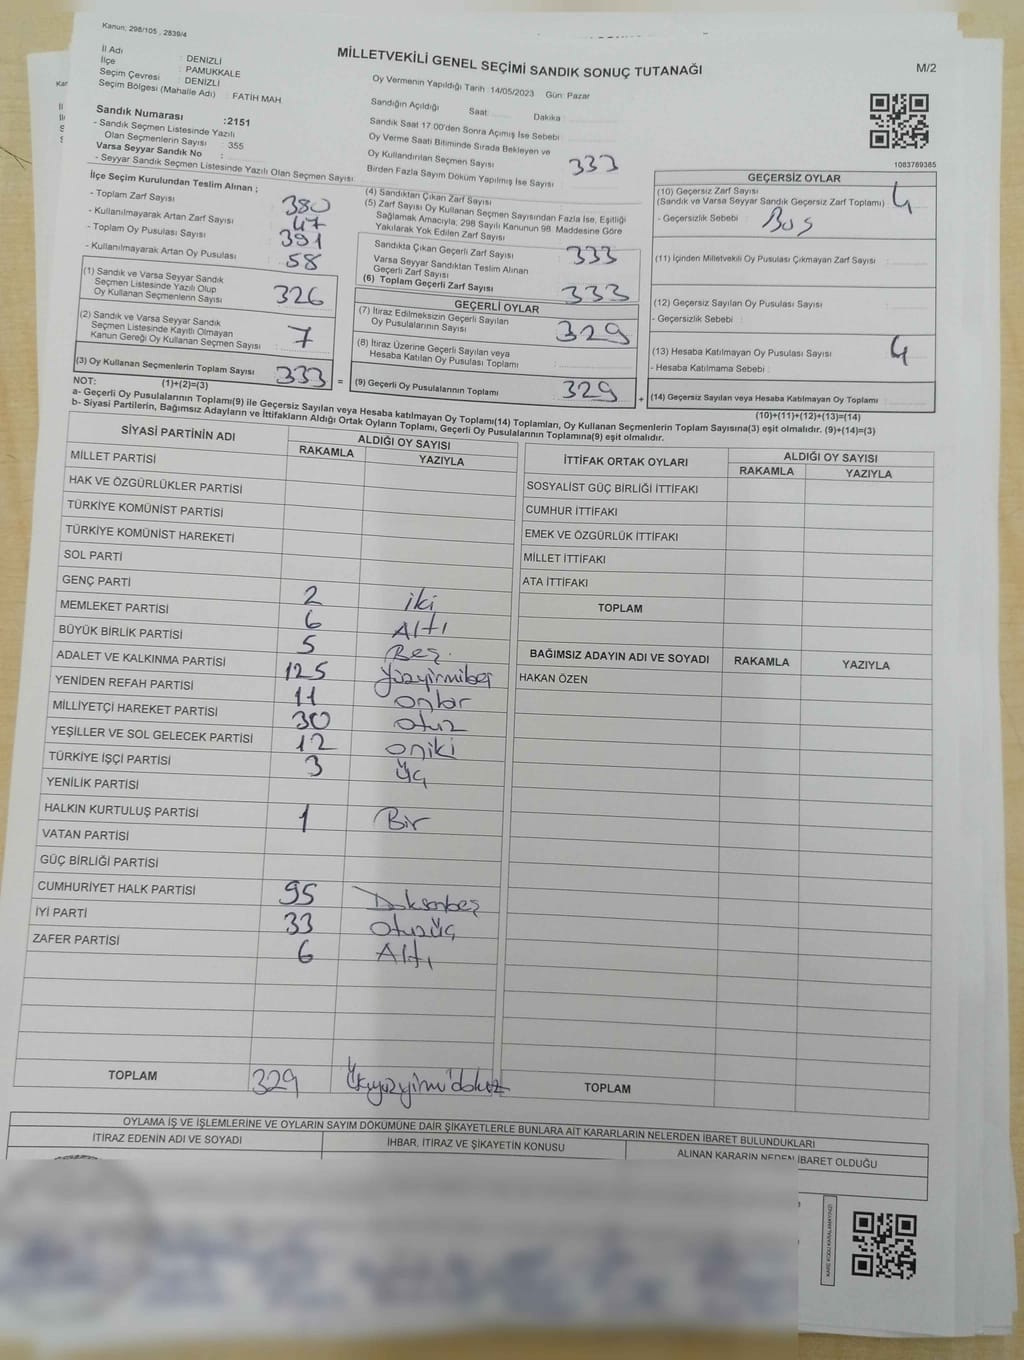 Kanun; 298/105 , 2839/4
MİLLETVEKİLİ GENEL SEÇİMİ SANDIK SONUÇ TUTANAĞI
M/2
İl Adı : DENİZLİ
İlçe : PAMUKKALE
Seçim Çevresi : DENİZLİ
Seçim Bölgesi (Mahalle Adı) : FATİH MAH.
Sandık Numarası :2151
- Sandık Seçmen Listesinde Yazılı
Olan Seçmenlerin Sayısı : 355
Varsa Seyyar Sandık No :
- Seyyar Sandık Seçmen Listesinde Yazılı Olan Seçmen Sayısı:
Oy Vermenin Yapıldığı Tarih :14/05/2023 Gün: Pazar
Sandığın Açıldığı Saat: Dakika :
Sandık Saat 17.00'den Sonra Açımış İse Sebebi :
Oy Verme Saati Bitiminde Sırada Bekleyen ve
Oy Kullandırılan Seçmen Sayısı :
Birden Fazla Sayım Döküm Yapılmış İse Sayısı :
333
1083789385
İlçe Seçim Kurulundan Teslim Alınan ;
- Toplam Zarf Sayısı : 380
- Kullanılmayarak Artan Zarf Sayısı : 47
- Toplam Oy Pusulası Sayısı : 391
- Kullanılmayarak Artan Oy Pusulası : 58
(1) Sandık ve Varsa Seyyar Sandık
Seçmen Listesinde Yazılı Olup
Oy Kullanan Seçmenlerin Sayısı : 326
(2) Sandık ve Varsa Seyyar Sandık
Seçmen Listesinde Kayıtlı Olmayan
Kanun Gereği Oy Kullanan Seçmen Sayısı : 7
(3) Oy Kullanan Seçmenlerin Toplam Sayısı : 333 =
(1)+(2)=(3)
(4) Sandıktan Çıkan Zarf Sayısı :
(5) Zarf Sayısı Oy Kullanan Seçmen Sayısından Fazla İse, Eşitliği
Sağlamak Amacıyla; 298 Sayılı Kanunun 98. Maddesine Göre
Yakılarak Yok Edilen Zarf Sayısı :
Sandıkta Çıkan Geçerli Zarf Sayısı : 333
Varsa Seyyar Sandıktan Teslim Alınan
Geçerli Zarf Sayısı :
(6) Toplam Geçerli Zarf Sayısı : 333
GEÇERLİ OYLAR
(7) İtiraz Edilmeksizin Geçerli Sayılan
Oy Pusulalarının Sayısı : 329
(8) İtiraz Üzerine Geçerli Sayılan veya
Hesaba Katılan Oy Pusulası Toplamı :
(9) Geçerli Oy Pusulalarının Toplamı : 329 +
GEÇERSİZ OYLAR
(10) Geçersiz Zarf Sayısı
(Sandık ve Varsa Seyyar Sandık Geçersiz Zarf Toplamı) : 4
- Geçersizlik Sebebi : Boş
(11) İçinden Milletvekili Oy Pusulası Çıkmayan Zarf Sayısı :
(12) Geçersiz Sayılan Oy Pusulası Sayısı :
- Geçersizlik Sebebi :
(13) Hesaba Katılmayan Oy Pusulası Sayısı : 4
- Hesaba Katılmama Sebebi :
(14) Geçersiz Sayılan veya Hesaba Katılmayan Oy Toplamı :
(10)+(11)+(12)+(13)=(14)
NOT:
a- Geçerli Oy Pusulalarının Toplamı(9) ile Geçersiz Sayılan veya Hesaba katılmayan Oy Toplamı(14) Toplamları, Oy Kullanan Seçmenlerin Toplam Sayısına(3) eşit olmalıdır. (9)+(14)=(3)
b- Siyasi Partilerin, Bağımsız Adayların ve İttifakların Aldığı Ortak Oyların Toplamı, Geçerli Oy Pusulalarının Toplamına(9) eşit olmalıdır.
SİYASİ PARTİNİN ADI ALDIĞI OY SAYISI
RAKAMLA YAZIYLA
MİLLET PARTİSI
HAK VE ÖZGÜRLÜKLER PARTİSİ
TÜRKİYE KOMÜNİST PARTİSİ
TÜRKİYE KOMÜNİST HAREKETİ
SOL PARTİ
GENÇ PARTİ 2 iki
MEMLEKET PARTİSİ 6 Altı
BÜYÜK BİRLİK PARTİSİ 5 Beş.
ADALET VE KALKINMA PARTİSİ 125 Yüzyirmibeş
YENİDEN REFAH PARTİSİ 11 onbir
MİLLİYETÇİ HAREKET PARTİSİ 30 otuz
YEŞİLLER VE SOL GELECEK PARTİSİ 12 oniki
TÜRKİYE İŞÇİ PARTİSİ 3 üç
YENİLİK PARTİSİ
HALKIN KURTULUŞ PARTİSİ 1 Bir
VATAN PARTİSİ
GÜÇ BİRLİĞİ PARTİSİ
CUMHURİYET HALK PARTİSİ 95 Doksanbeş
İYİ PARTİ 33 otuzüç
ZAFER PARTİSİ 6 Altı
TOPLAM 329
İTTİFAK ORTAK OYLARI ALDIĞI OY SAYISI
RAKAMLA YAZIYLA
SOSYALİST GÜÇ BİRLİĞİ İTTİFAKI
CUMHUR İTTİFAKI
EMEK VE ÖZGÜRLÜK İTTİFAKI
MİLLET İTTİFAKI
ATA İTTİFAKI
TOPLAM
BAĞIMSIZ ADAYIN ADI VE SOYADI RAKAMLA YAZIYLA
HAKAN ÖZEN
TOPLAM
OYLAMA İŞ VE İŞLEMLERİNE VE OYLARIN SAYIM DÖKÜMÜNE DAİR ŞİKAYETLERLE BUNLARA AİT KARARLARIN NELERDEN İBARET BULUNDUKLARI
İTİRAZ EDENİN ADI VE SOYADI İHBAR, İTİRAZ VE ŞİKAYETİN KONUSU ALINAN KARARIN NEDEN İBARET OLDUĞU
KARE KODU KARALAMAYINIZ!